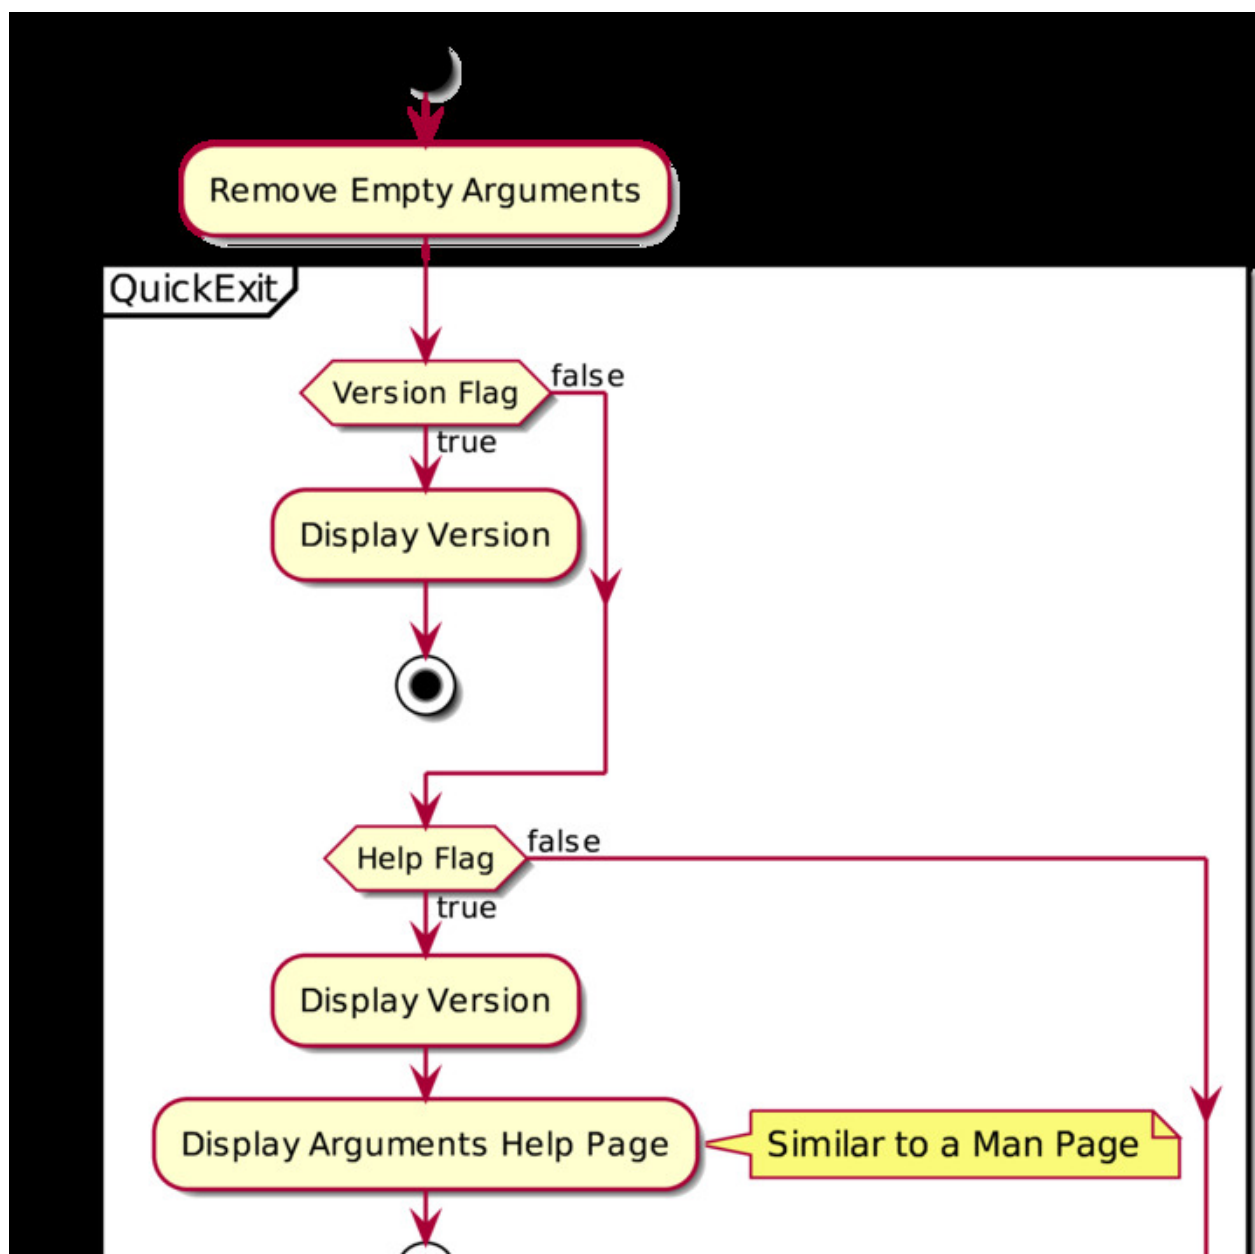 Remove Empty Arguments
QuickExit
Version Flag
false
true
Display Version
Help Flag
false
true
Display Version
Display Arguments Help Page
Similar to a Man Page